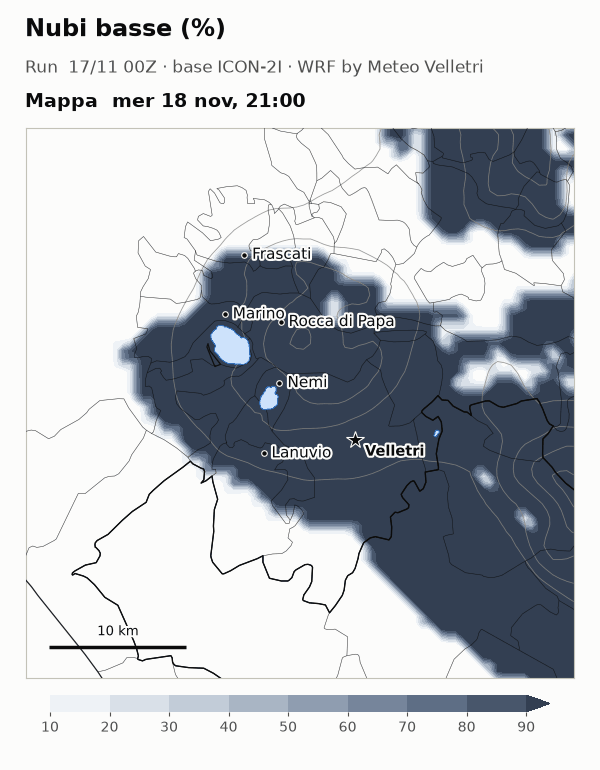 Nubi basse (%)
Run  17/11 00Z · base ICON-2I · WRF by Meteo Velletri
Mappa  mer 18 nov, 21:00
Frascati
Marino
Rocca di Papa
Nemi
Velletri
Lanuvio
10 km
10 20 30 40 50 60 70 80 90